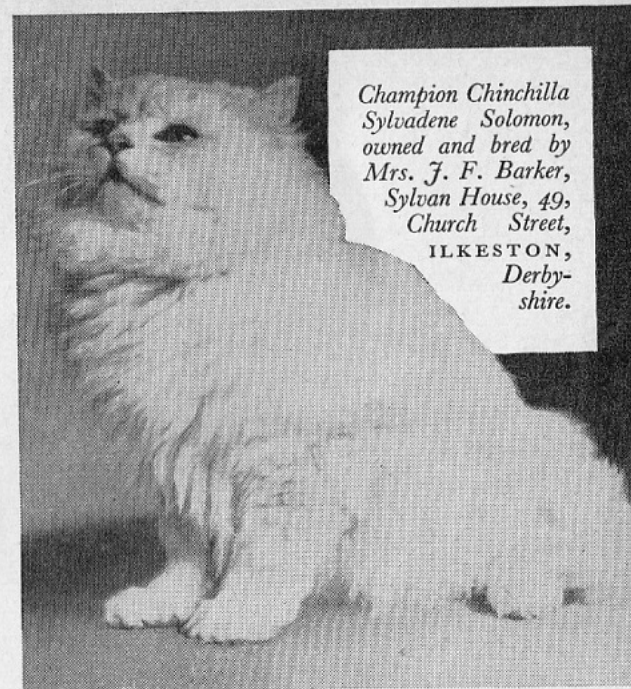 Champion Chinchilla
Sylvadene Solomon,
owned and bred by
Mrs. J. F. Barker,
Sylvan House, 49,
Church Street,
ILKESTON,
Derby-
shire.